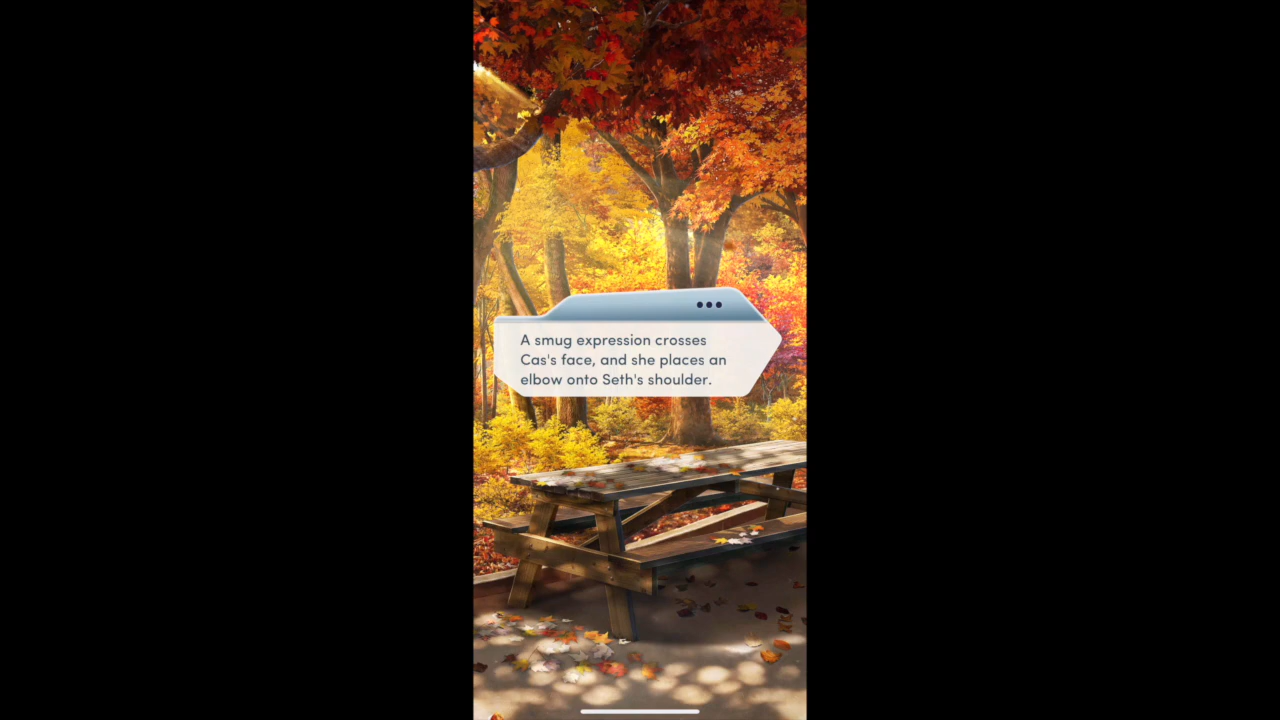 A smug expression crosses
Cas's face, and she places an
elbow onto Seth's shoulder.